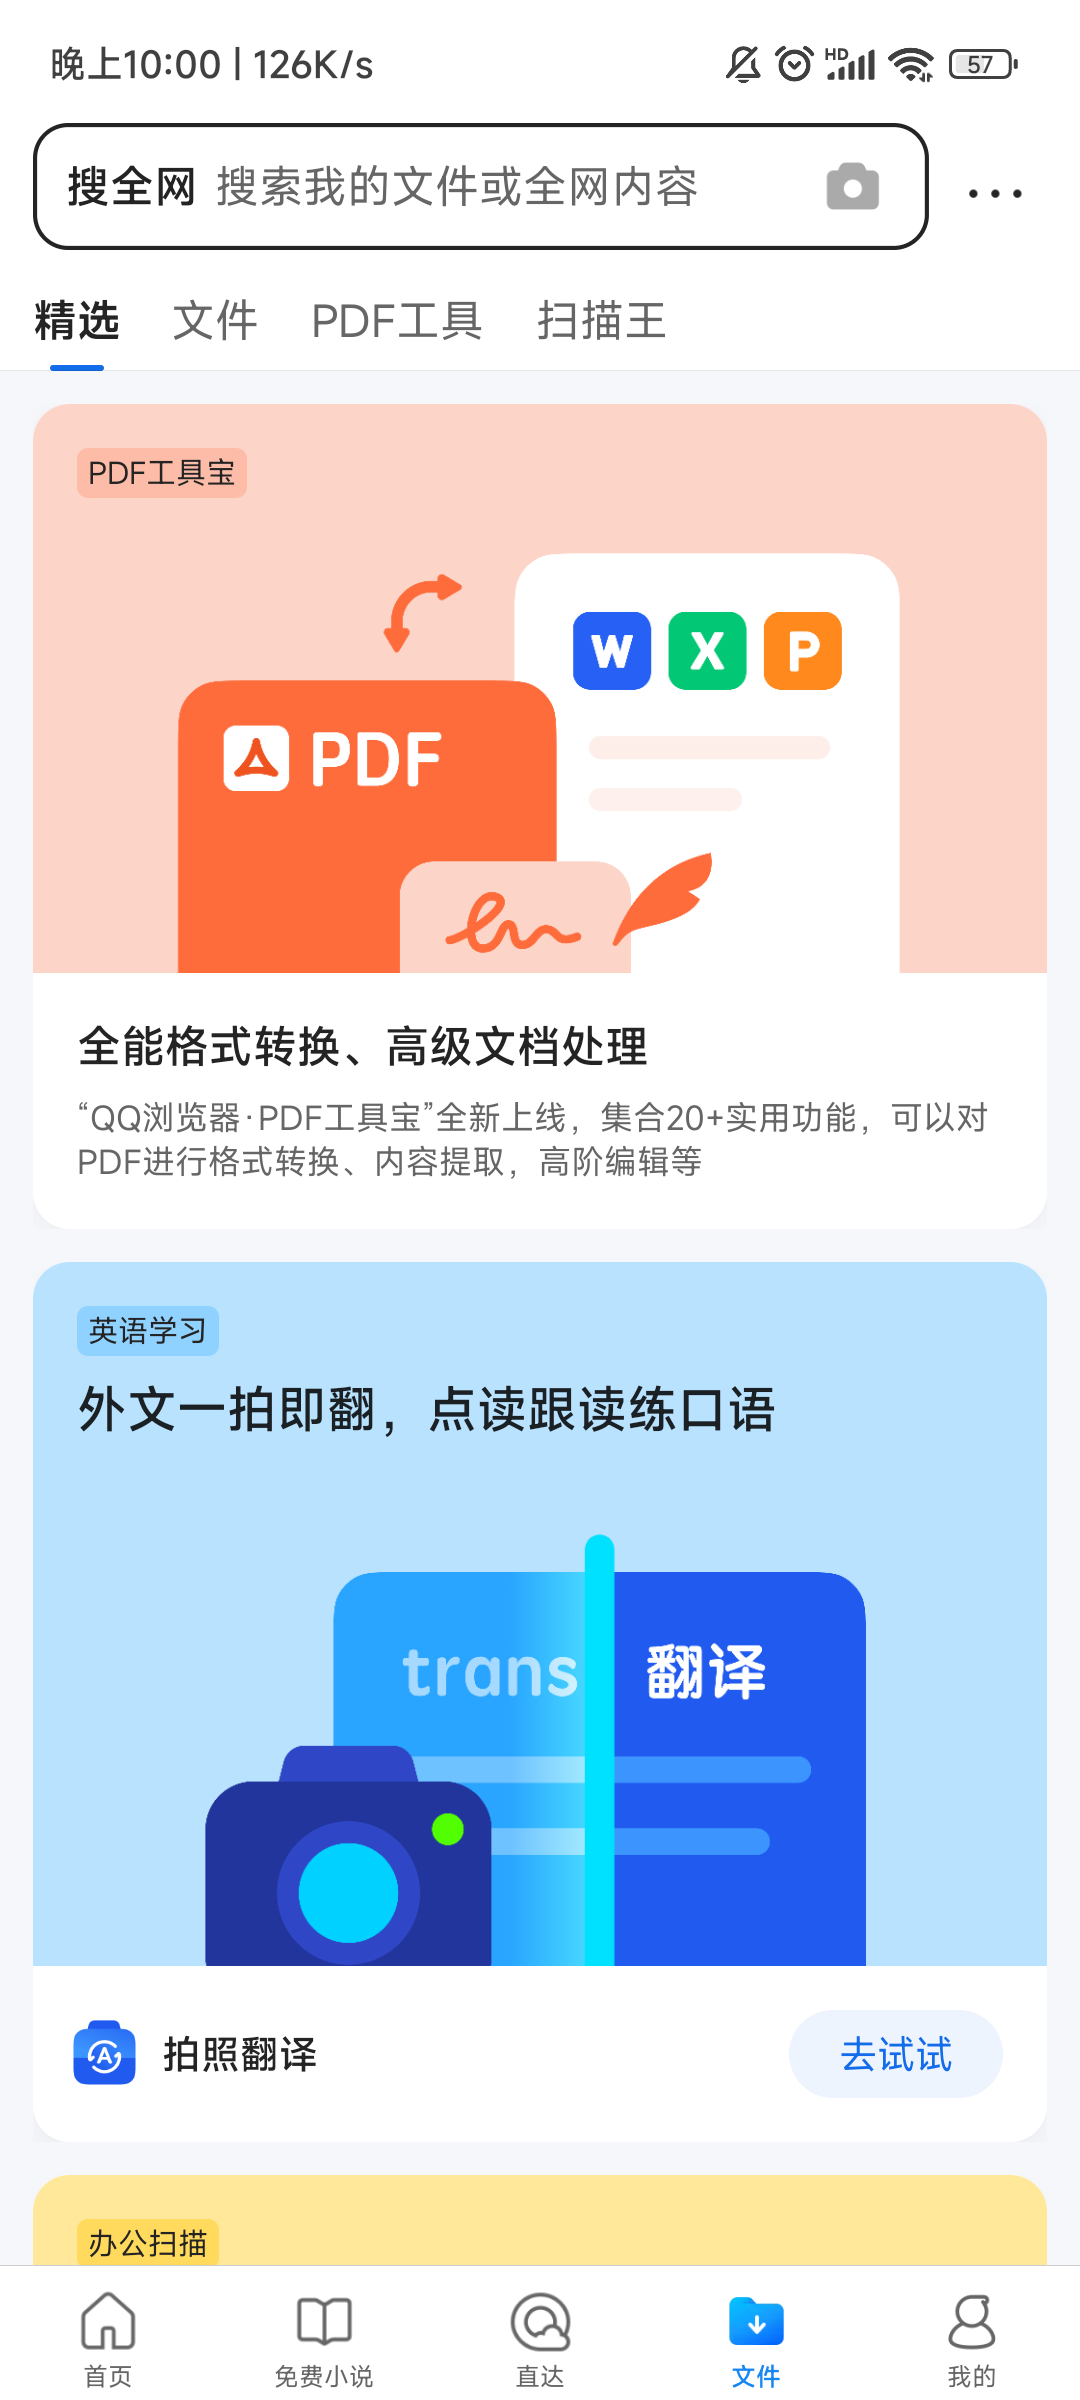 晚上10:00 | 126K/s
HD
57
搜全网 搜索我的文件或全网内容
精选 文件 PDF工具 扫描王
PDF工具宝
W X P
PDF
全能格式转换、高级文档处理
“QQ浏览器·PDF工具宝”全新上线，集合20+实用功能，可以对
PDF进行格式转换、内容提取，高阶编辑等
英语学习
外文一拍即翻，点读跟读练口语
trans 翻译
A
拍照翻译
去试试
办公扫描
首页 免费小说 直达 文件 我的